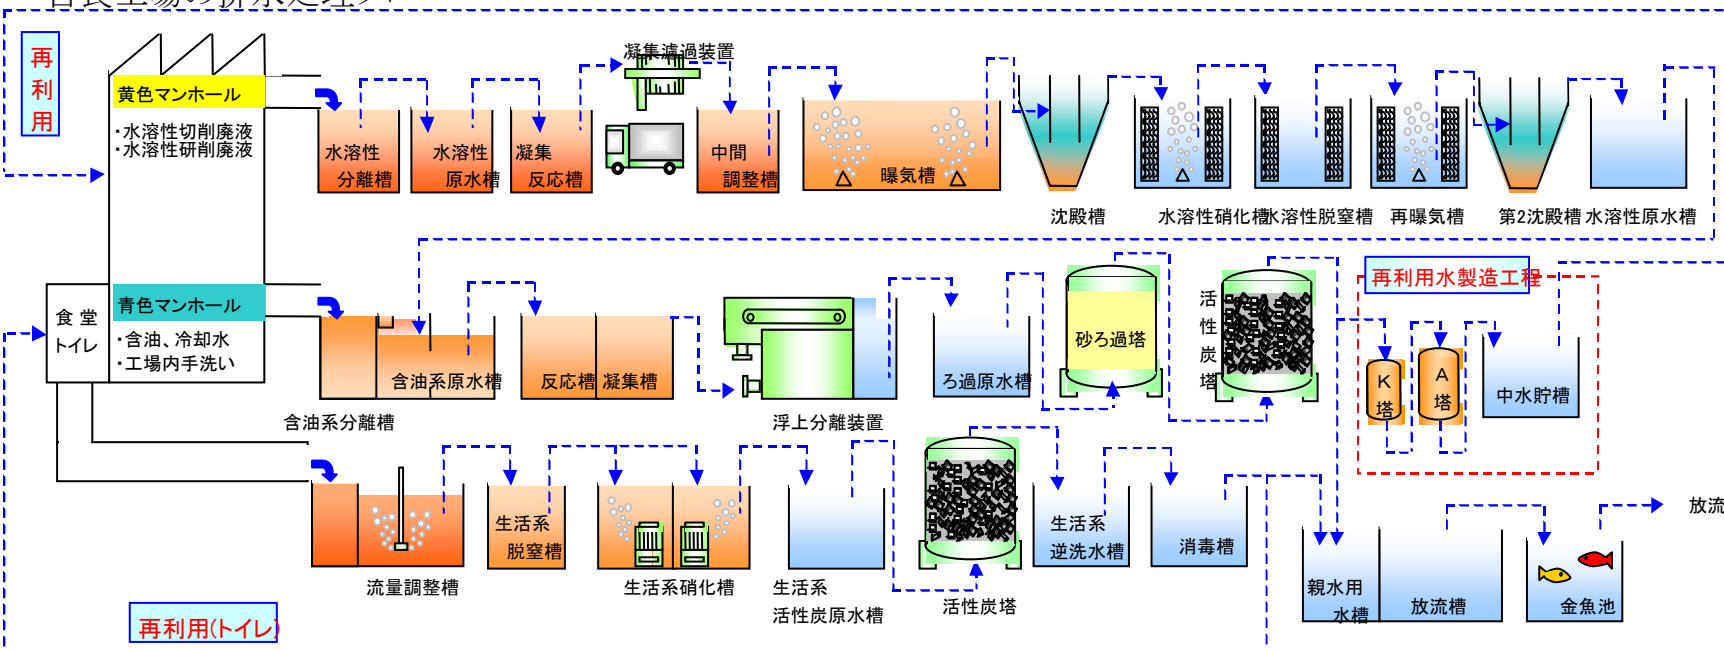 再
利
用
黄色マンホール
・水溶性切削廃液
・水溶性研削廃液
水溶性
分離槽
水溶性
原水槽
凝集
反応槽
凝集濾過装置
中間
調整槽
曝気槽
沈殿槽
水溶性硝化槽
水溶性脱窒槽
再曝気槽
第2沈殿槽
水溶性原水槽
食堂
トイレ
青色マンホール
・含油、冷却水
・工場内手洗い
含油系分離槽
含油系原水槽
反応槽
凝集槽
浮上分離装置
ろ過原水槽
砂ろ過塔
活
性
炭
塔
再利用水製造工程
K
塔
A
塔
中水貯槽
流量調整槽
生活系
脱窒槽
生活系硝化槽
生活系
活性炭原水槽
活性炭塔
生活系
逆洗水槽
消毒槽
親水用
水槽
放流槽
金魚池
放流
再利用(トイレ)